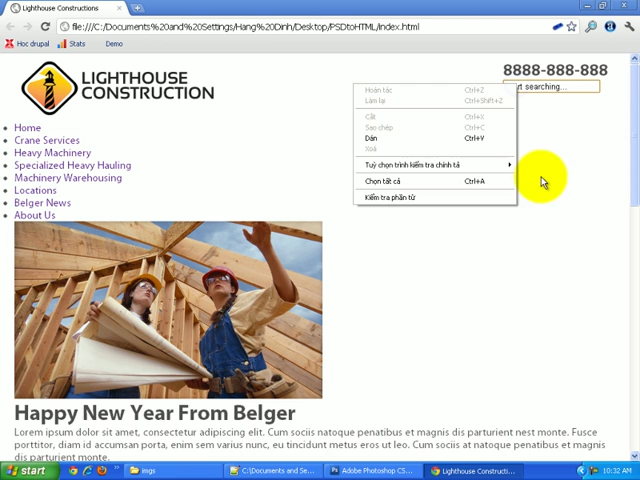 Lighthouse Constructions
file:///C:/Documents%20and%20Settings/Hang%20Dinh/Desktop/PSDtoHTML/index.html
Hoc drupal
Stats
Demo
LIGHTHOUSE
CONSTRUCTION
8888-888-888
rt searching...
Hoàn tác Ctrl+Z
Làm lại Ctrl+Shift+Z
Cắt Ctrl+X
Sao chép Ctrl+C
Dán Ctrl+V
Xoá
Tuỳ chọn trình kiểm tra chính tả
Chọn tất cả Ctrl+A
Kiểm tra phần tử
Home
Crane Services
Heavy Machinery
Specialized Heavy Hauling
Machinery Warehousing
Locations
Belger News
About Us
Happy New Year From Belger
Lorem ipsum dolor sit amet, consectetur adipiscing elit. Cum sociis natoque penatibus et magnis dis parturient nest monte. Fusce
porttitor, diam id accumsan porta, enim sem varius nunc, eu tincidunt metus eros ut leo. Cum sociis at natoque penatibus et magnis
dis parturient monte.
start
imgs
C:\Documents and Se...
Adobe Photoshop CS...
Lighthouse Constructi...
10:32 AM